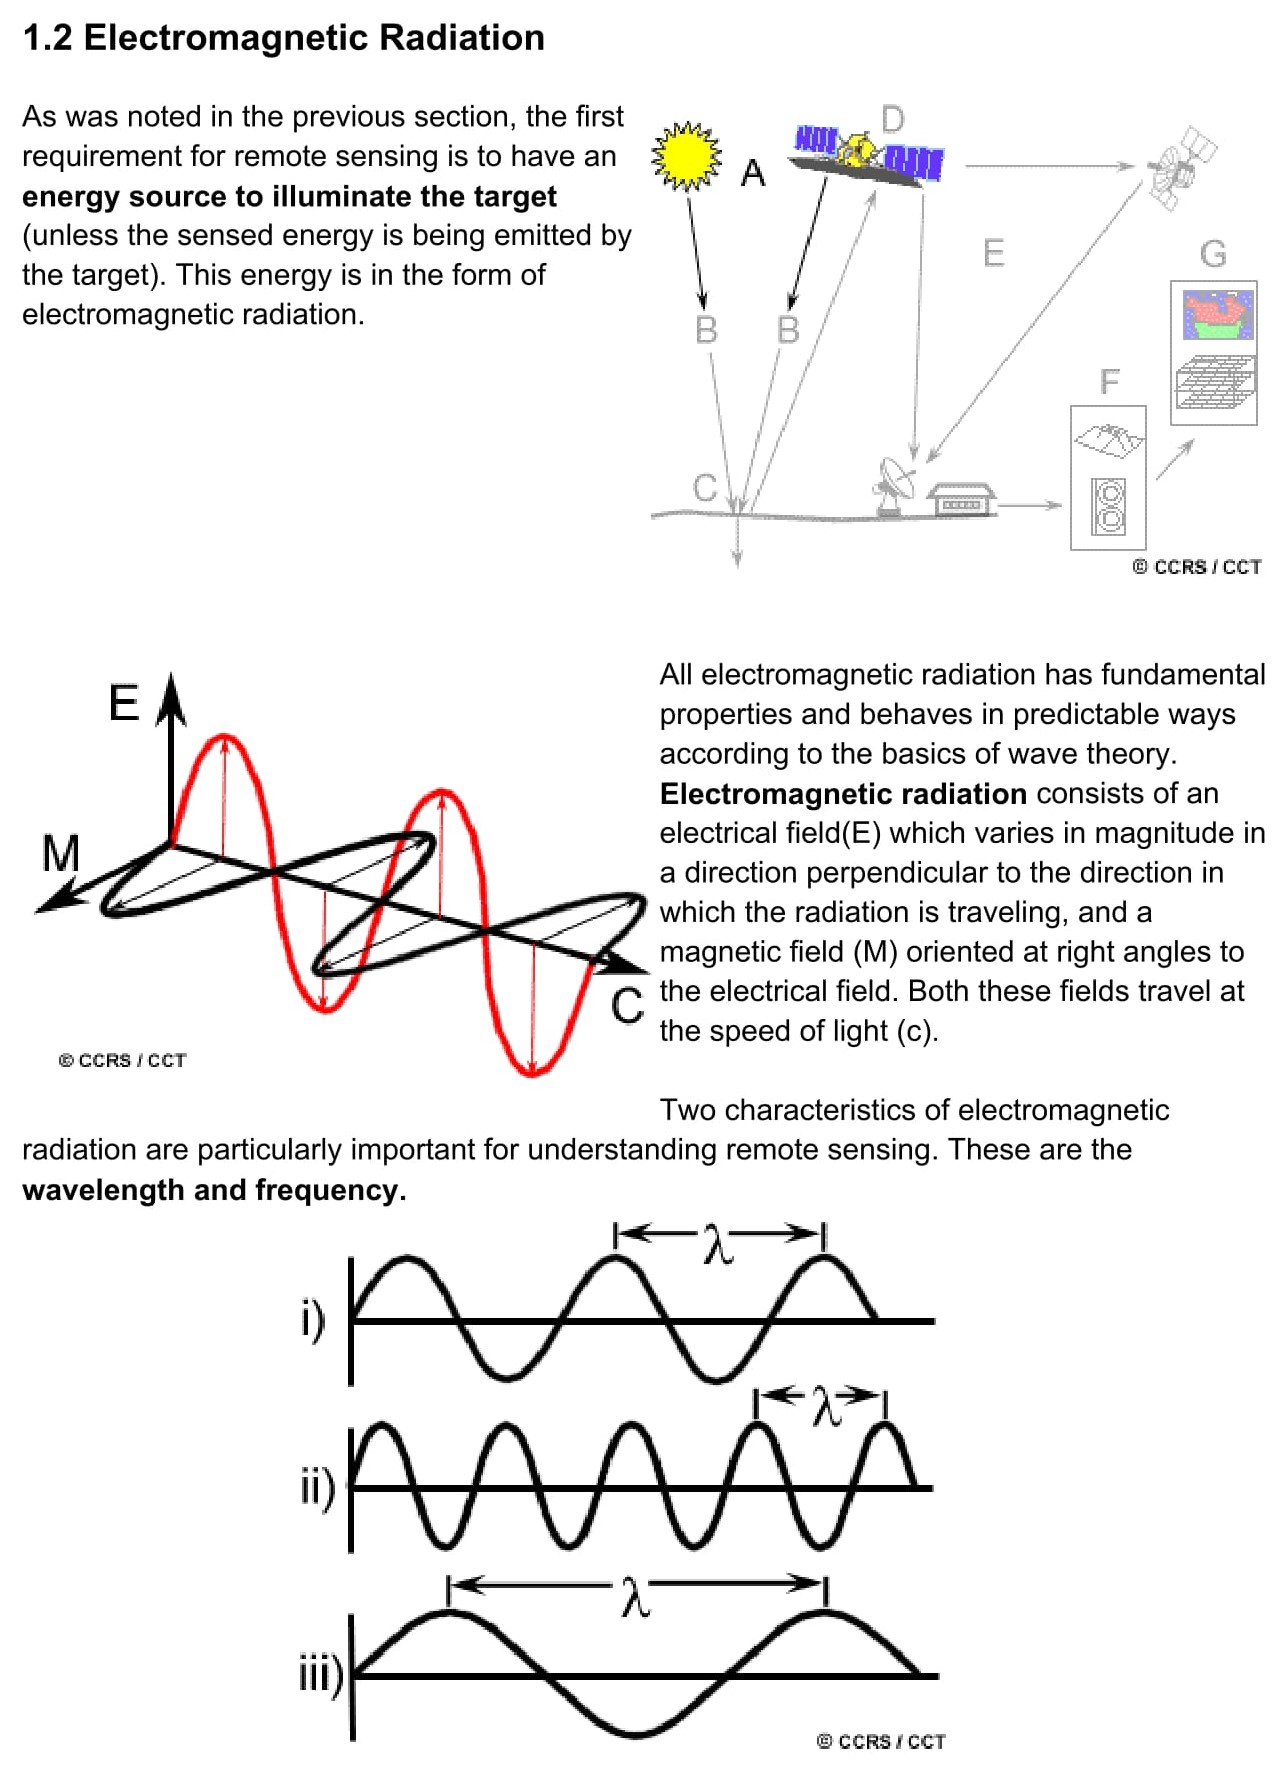 1.2 Electromagnetic Radiation
As was noted in the previous section, the first
requirement for remote sensing is to have an
energy source to illuminate the target
(unless the sensed energy is being emitted by
the target). This energy is in the form of
electromagnetic radiation.
D
A
E
G
B B
F
C
© CCRS / CCT
All electromagnetic radiation has fundamental
properties and behaves in predictable ways
according to the basics of wave theory.
Electromagnetic radiation consists of an
electrical field(E) which varies in magnitude in
a direction perpendicular to the direction in
which the radiation is traveling, and a
magnetic field (M) oriented at right angles to
the electrical field. Both these fields travel at
the speed of light (c).
E
M
C
© CCRS / CCT
Two characteristics of electromagnetic
radiation are particularly important for understanding remote sensing. These are the
wavelength and frequency.
λ
i)
λ
ii)
λ
iii)
© CCRS / CCT